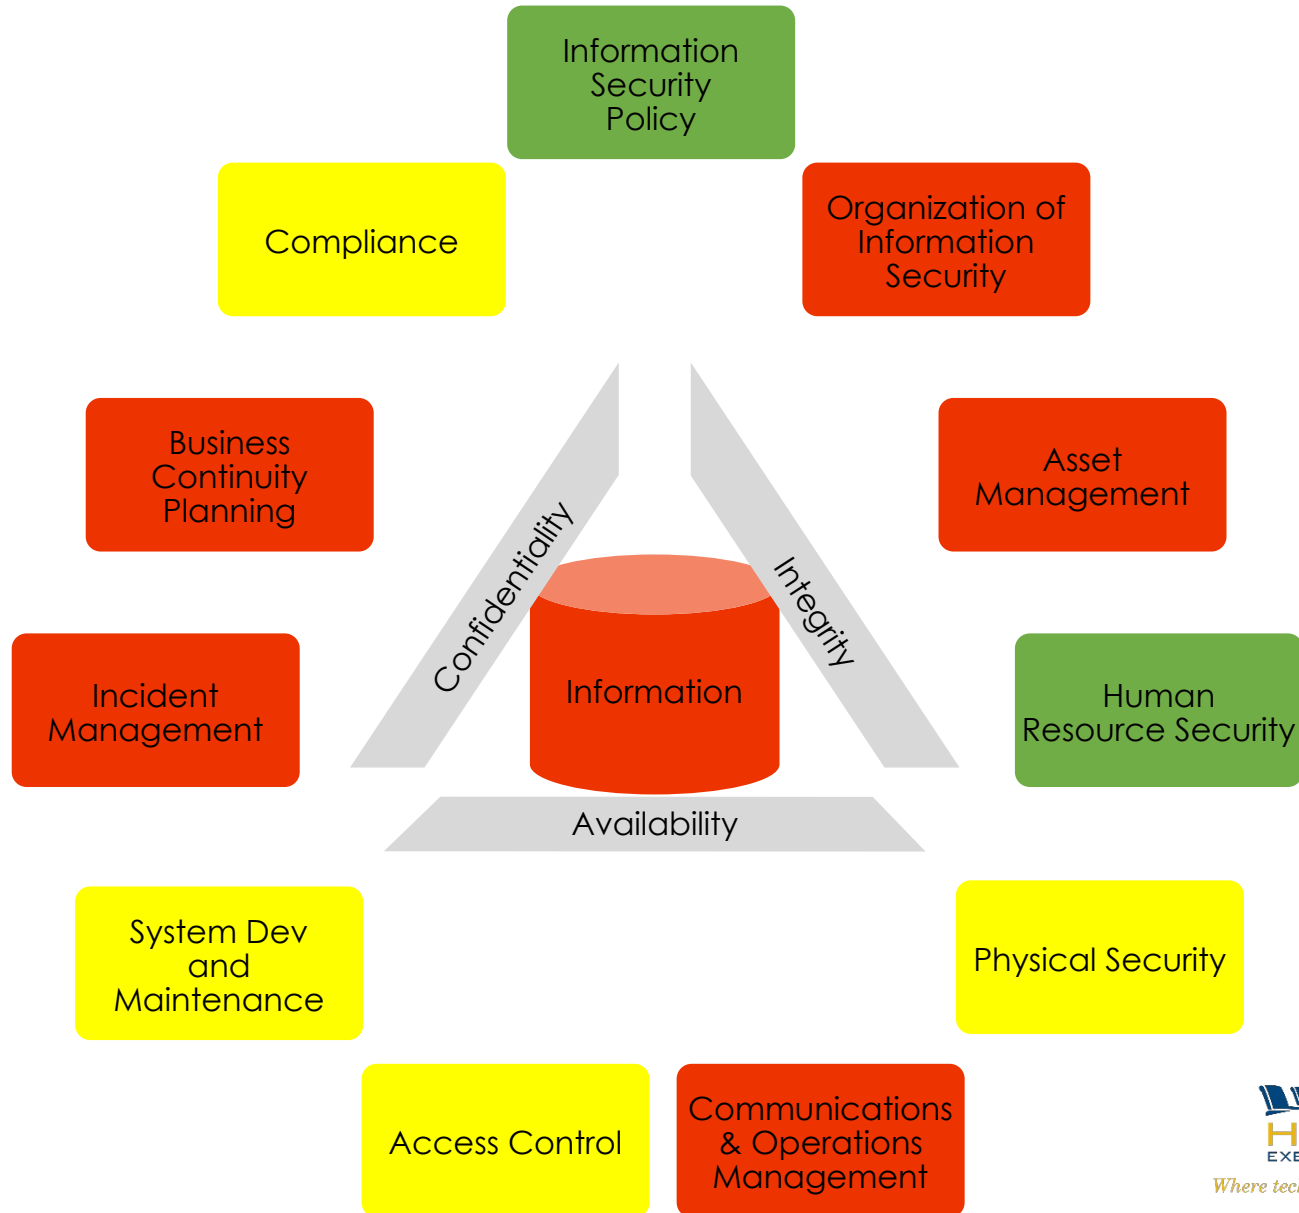 Information
Security
Policy
Compliance
Organization of
Information
Security
Business
Continuity
Planning
Asset
Management
Confidentiality
Integrity
Information
Incident
Management
Human
Resource Security
Availability
System Dev
and
Maintenance
Physical Security
Access Control
Communications
& Operations
Management
Where